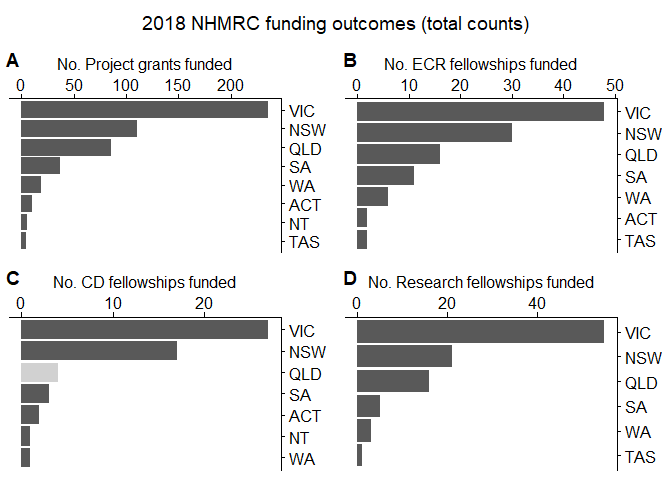 2018 NHMRC funding outcomes (total counts)
A
No. Project grants funded
0 50 100 150 200
VIC
NSW
QLD
SA
WA
ACT
NT
TAS
B
No. ECR fellowships funded
0 10 20 30 40 50
VIC
NSW
QLD
SA
WA
ACT
TAS
C
No. CD fellowships funded
0 10 20
VIC
NSW
QLD
SA
ACT
NT
WA
D
No. Research fellowships funded
0 20 40
VIC
NSW
QLD
SA
WA
TAS